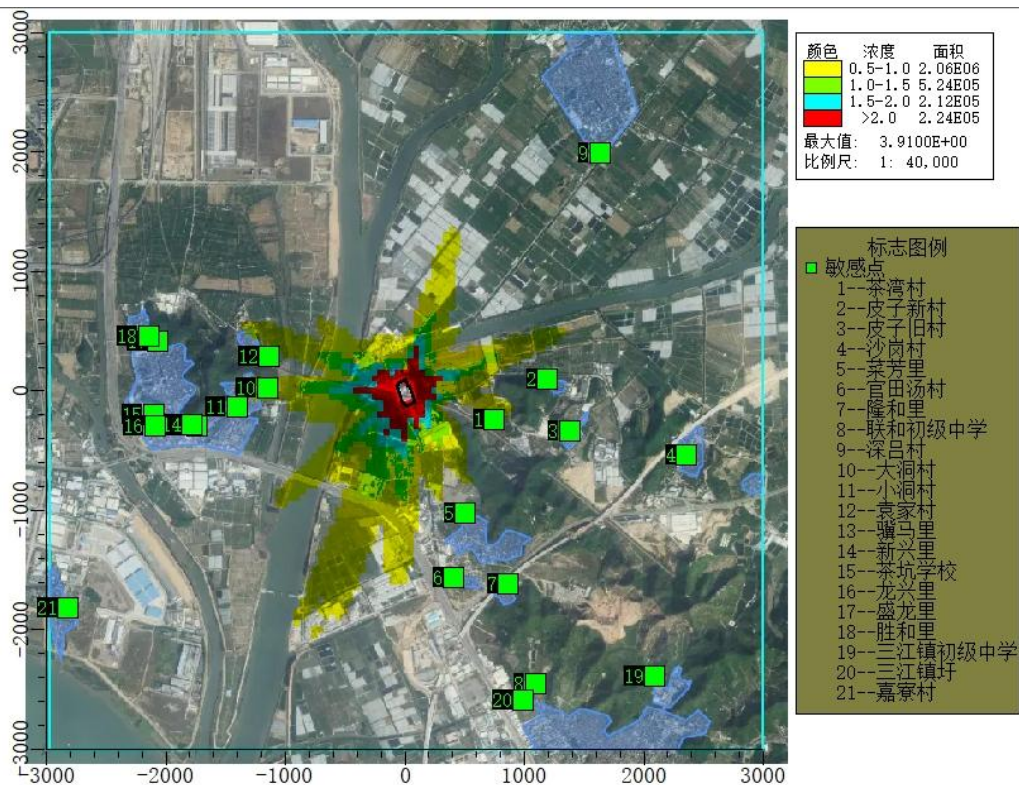 颜色 浓度 面积
0.5-1.0 2.06E06
1.0-1.5 5.24E05
1.5-2.0 2.12E05
>2.0 2.24E05
最大值: 3.9100E+00
比例尺: 1: 40,000
标志图例
敏感点
1--茶湾村
2--皮子新村
3--皮子旧村
4--沙岗村
5--菜芳里
6--官田汤村
7--隆和里
8--联和初级中学
9--深吕村
10--大洞村
11--小洞村
12--袁家村
13--骥马里
14--新兴里
15--茶坑学校
16--龙兴里
17--盛龙里
18--胜和里
19--三江镇初级中学
20--三江镇圩
21--嘉寮村
3000
2000
1000
0
-1000
-2000
-3000
-3000 -2000 -1000 0 1000 2000 3000
9
18
12
2
10
11
1
15
16
14
3
4
5
6
7
21
19
8
20